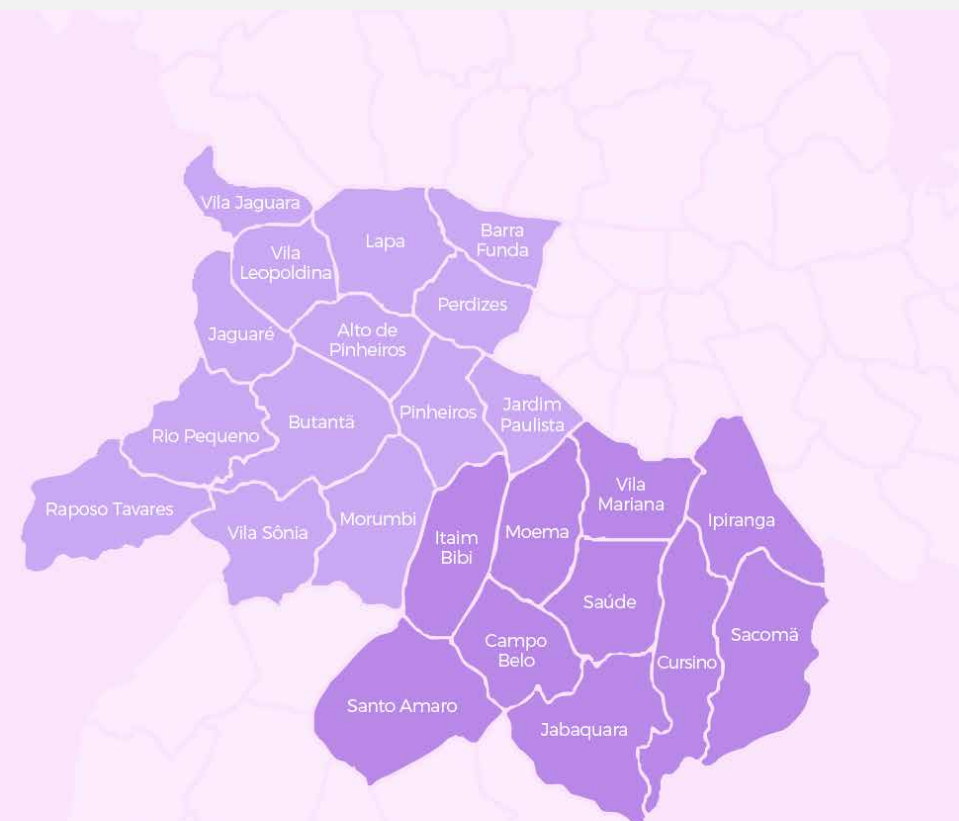 Vila Jaguara
Lapa
Barra
Funda
Vila
Leopoldina
Perdizes
Jaguaré
Alto de
Pinheiros
Pinheiros
Jardim
Paulista
Butantã
Rio Pequeno
Raposo Tavares
Vila Sônia
Morumbi
Itaim
Bibi
Moema
Vila
Mariana
Ipiranga
Saúde
Campo
Belo
Cursino
Sacomã
Santo Amaro
Jabaquara